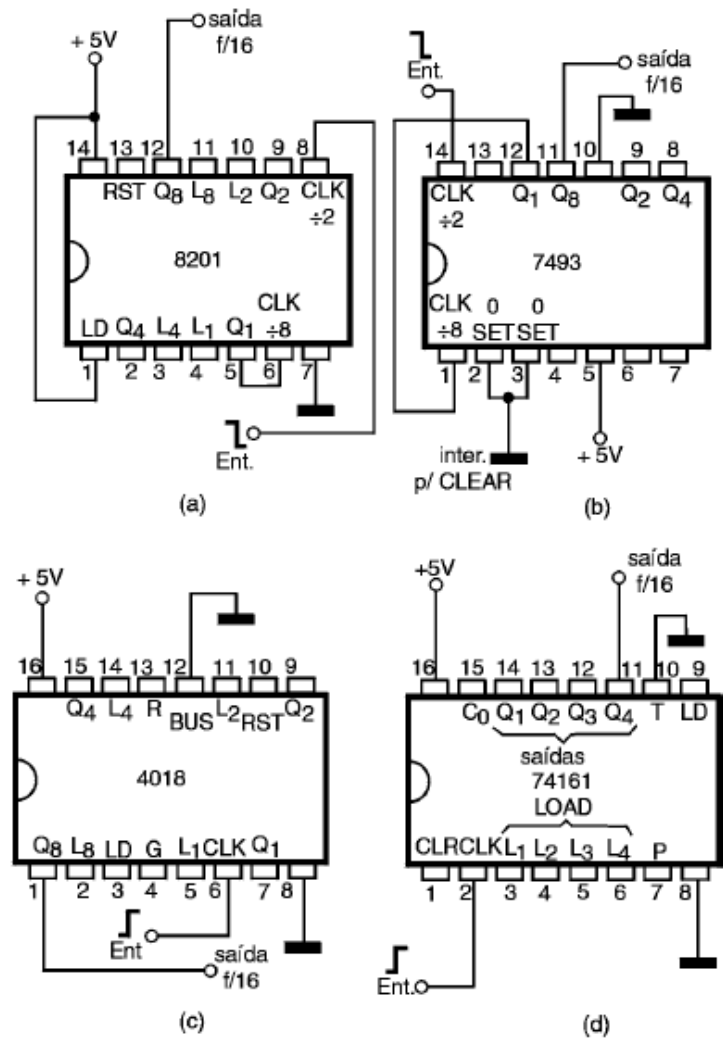 saída
f/16
+ 5V
14 13 12 11 10 9 8
RST Q8 L8 L2 Q2 CLK
÷2
8201
CLK
LD Q4 L4 L1 Q1 ÷8
1 2 3 4 5 6 7
Ent.
(a)
Ent.
saída
f/16
14 13 12 11 10 9 8
CLK Q1 Q8 Q2 Q4
÷2
7493
CLK 0 0
÷8 SET SET
1 2 3 4 5 6 7
inter.
p/ CLEAR
+ 5V
(b)
+ 5V
16 15 14 13 12 11 10 9
Q4 L4 R BUS L2 RST Q2
4018
Q8 L8 LD G L1 CLK Q1
1 2 3 4 5 6 7 8
Ent
saída
f/16
(c)
+5V
saída
f/16
16 15 14 13 12 11 10 9
C0 Q1 Q2 Q3 Q4 T LD
saídas
74161
LOAD
CLR CLK L1 L2 L3 L4 P
1 2 3 4 5 6 7 8
Ent.
(d)